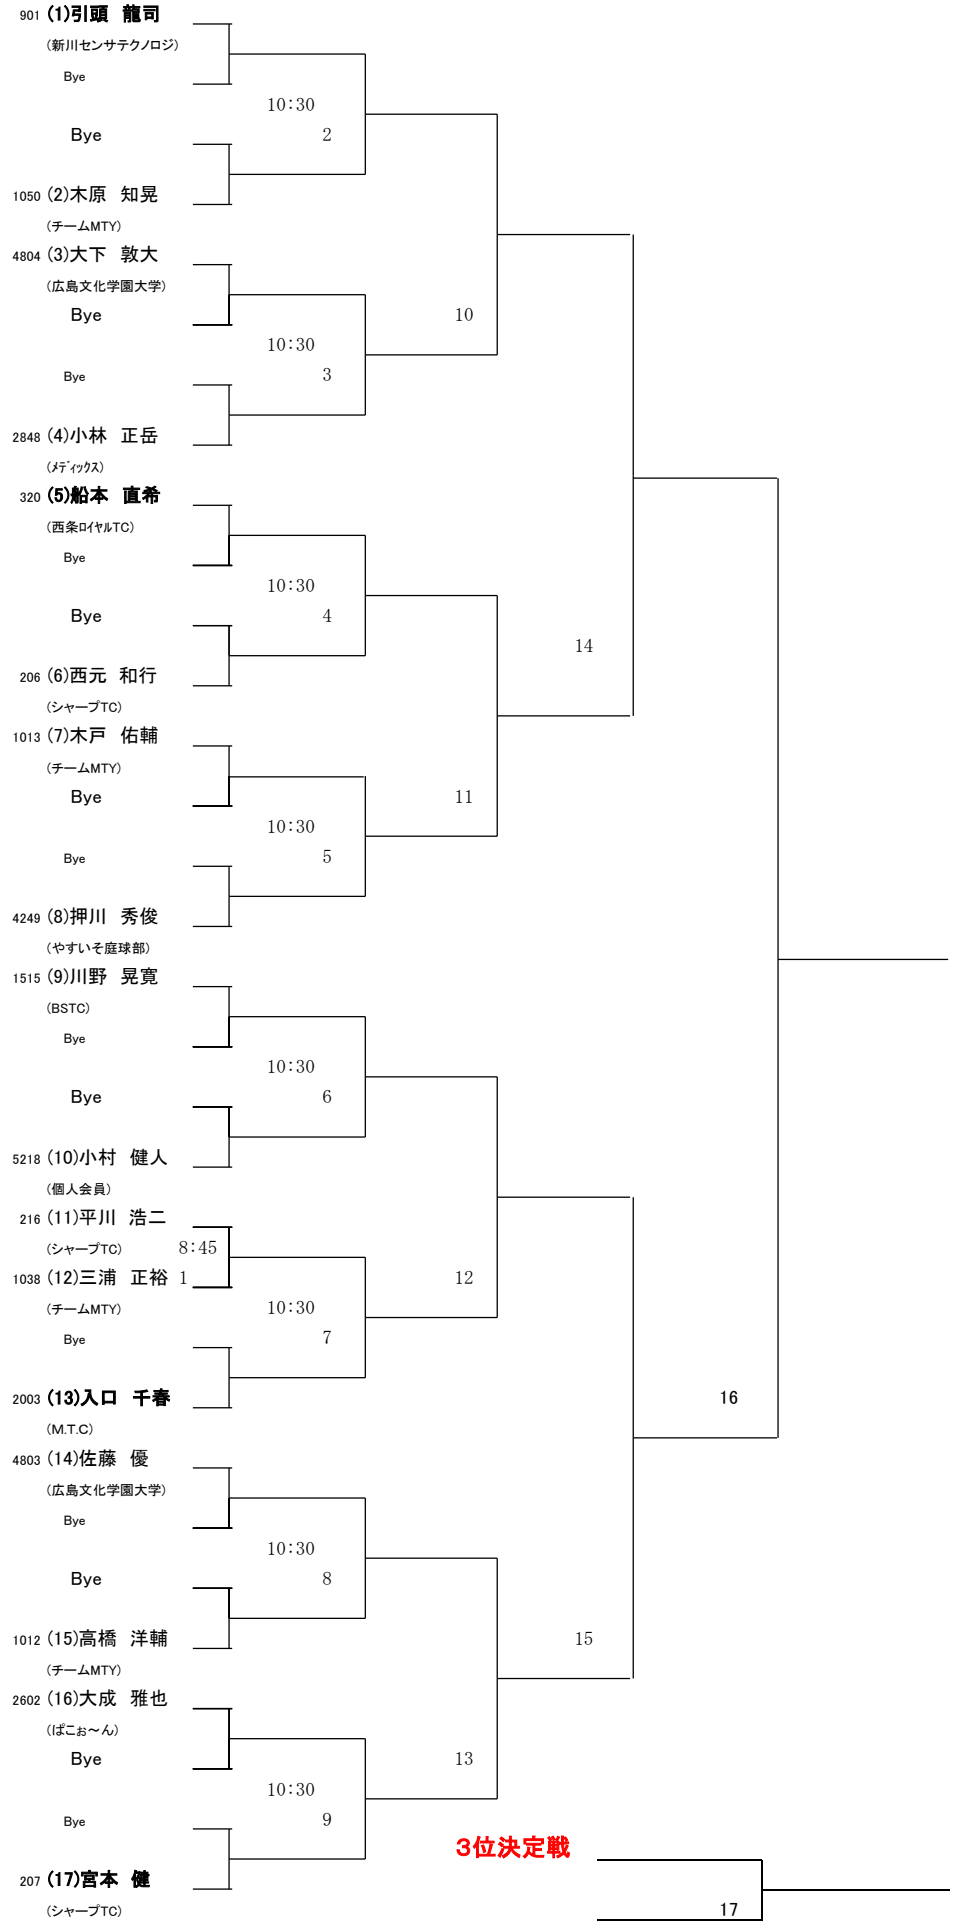 901 (1)引頭 龍司
(新川センサテクノロジ)
Bye
10:30
Bye
2
1050 (2)木原 知晃
(チームMTY)
4804 (3)大下 敦大
(広島文化学園大学)
Bye
10
10:30
Bye
3
2848 (4)小林 正岳
(メディックス)
320 (5)船本 直希
(西条ロイヤルTC)
Bye
10:30
Bye
4
14
206 (6)西元 和行
(シャープTC)
1013 (7)木戸 佑輔
(チームMTY)
Bye
11
10:30
Bye
5
4249 (8)押川 秀俊
(やすいそ庭球部)
1515 (9)川野 晃寛
(BSTC)
Bye
10:30
Bye
6
5218 (10)小村 健人
(個人会員)
216 (11)平川 浩二
(シャープTC) 8:45
1038 (12)三浦 正裕 1
12
(チームMTY)
10:30
Bye
7
2003 (13)入口 千春
16
(M.T.C)
4803 (14)佐藤 優
(広島文化学園大学)
Bye
10:30
Bye
8
1012 (15)高橋 洋輔
15
(チームMTY)
2602 (16)大成 雅也
(ぱこぉ~ん)
Bye
13
10:30
Bye
9
3位決定戦
207 (17)宮本 健
(シャープTC)
17